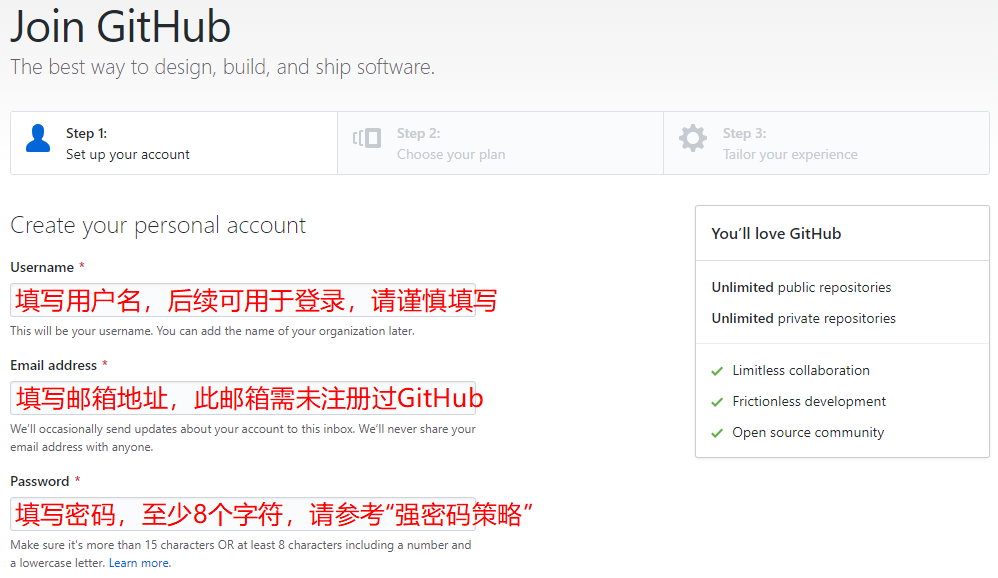 Join GitHub
The best way to design, build, and ship software.
Step 1:
Set up your account
Step 2:
Choose your plan
Step 3:
Tailor your experience
Create your personal account
Username *
填写用户名，后续可用于登录，请谨慎填写
This will be your username. You can add the name of your organization later.
Email address *
填写邮箱地址，此邮箱需未注册过GitHub
We’ll occasionally send updates about your account to this inbox. We’ll never share your
email address with anyone.
Password *
填写密码，至少8个字符，请参考“强密码策略”
Make sure it's more than 15 characters OR at least 8 characters including a number and
a lowercase letter. Learn more.
You’ll love GitHub
Unlimited public repositories
Unlimited private repositories
Limitless collaboration
Frictionless development
Open source community